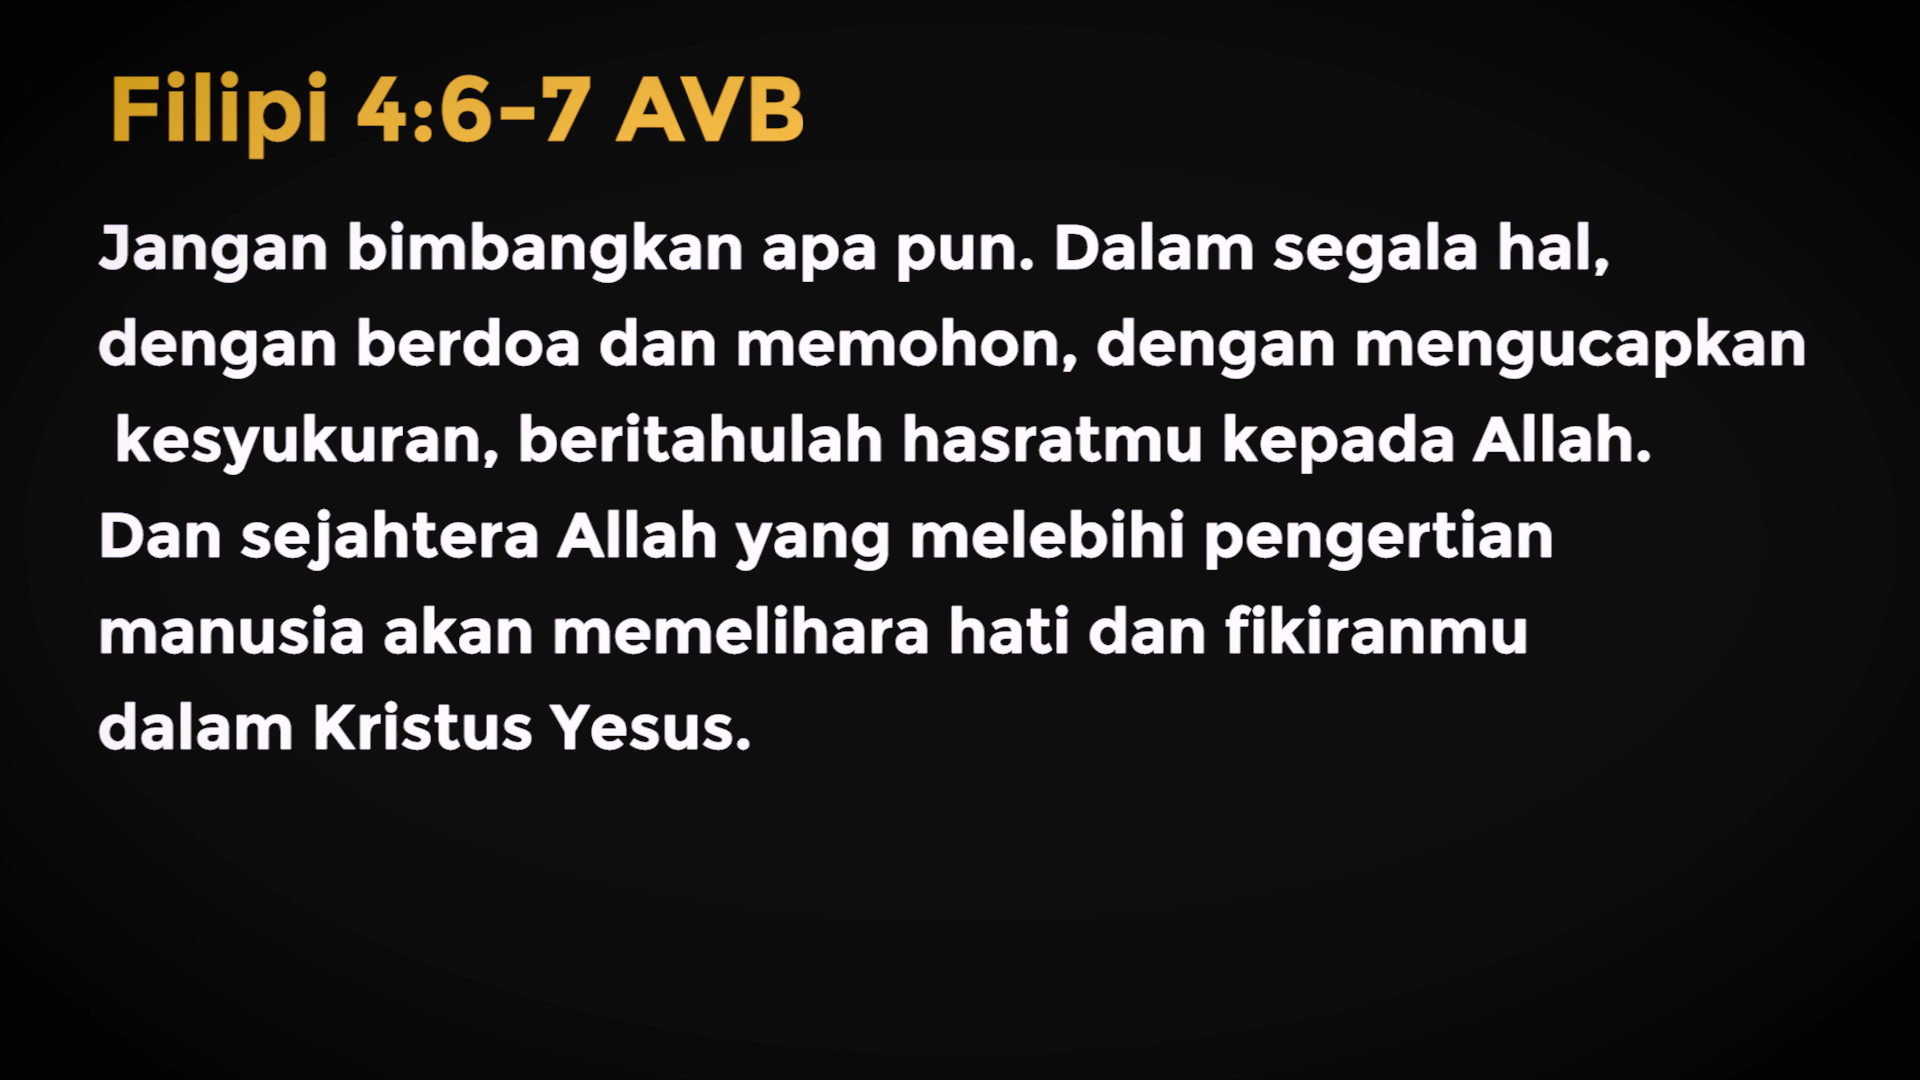 Filipi 4:6-7 AVB
Jangan bimbangkan apa pun. Dalam segala hal,
dengan berdoa dan memohon, dengan mengucapkan
kesyukuran, beritahulah hasratmu kepada Allah.
Dan sejahtera Allah yang melebihi pengertian
manusia akan memelihara hati dan fikiranmu
dalam Kristus Yesus.